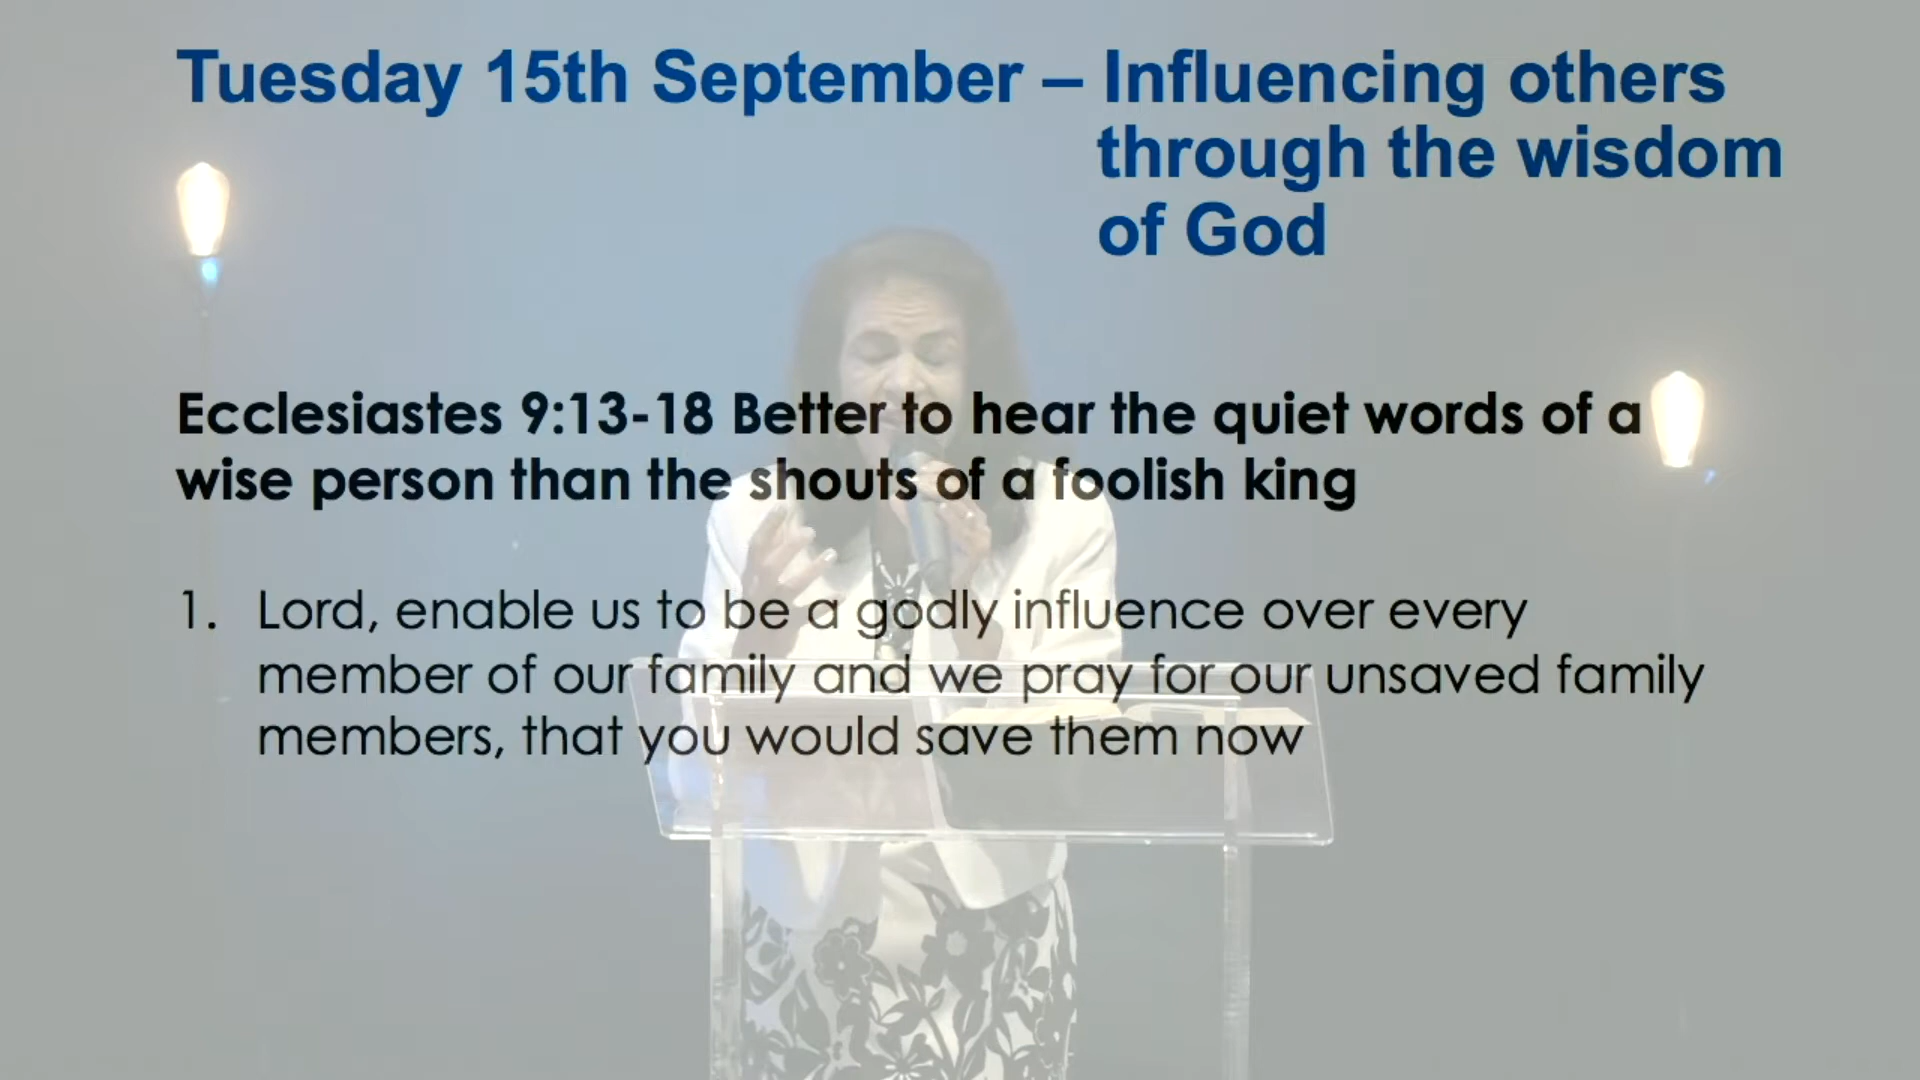 Tuesday 15th September – Influencing others
through the wisdom
of God
Ecclesiastes 9:13-18 Better to hear the quiet words of a
wise person than the shouts of a foolish king
1. Lord, enable us to be a godly influence over every
member of our family and we pray for our unsaved family
members, that you would save them now